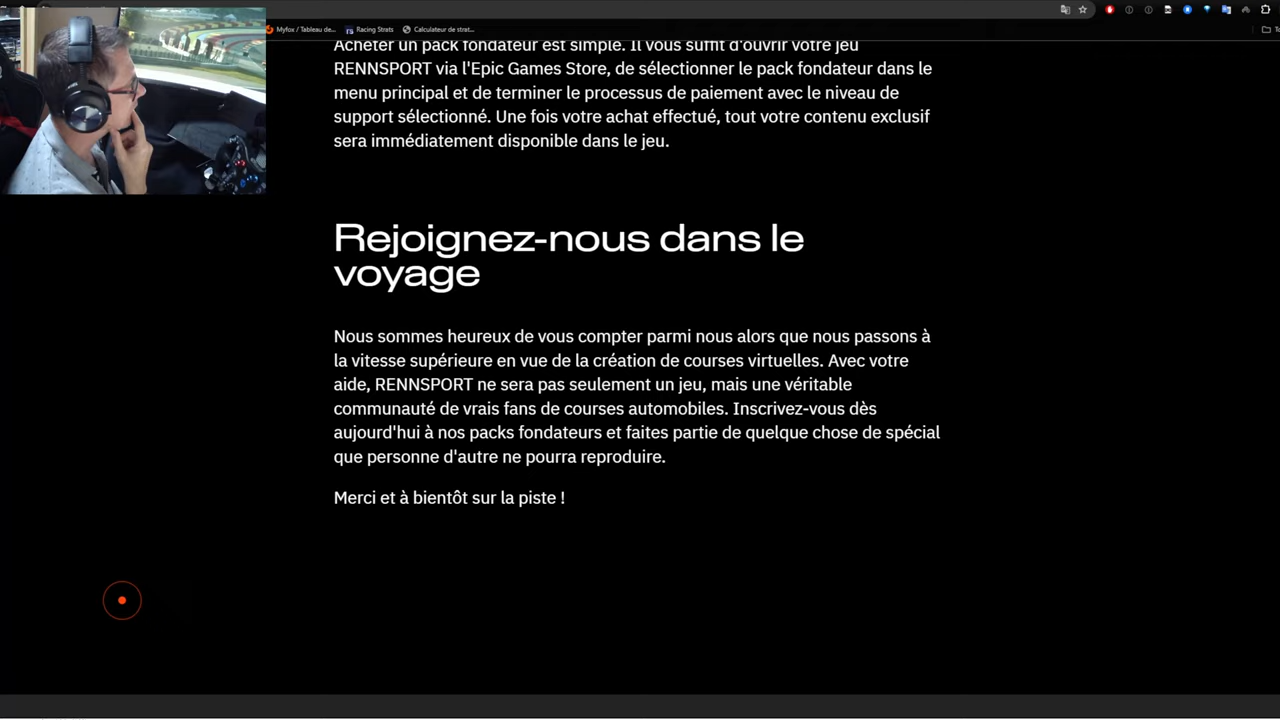 Myfox / Tableau de... Racing Strats Calculateur de strat...
Acheter un pack fondateur est simple. Il vous suffit d'ouvrir votre jeu
RENNSPORT via l'Epic Games Store, de sélectionner le pack fondateur dans le
menu principal et de terminer le processus de paiement avec le niveau de
support sélectionné. Une fois votre achat effectué, tout votre contenu exclusif
sera immédiatement disponible dans le jeu.
Rejoignez-nous dans le
voyage
Nous sommes heureux de vous compter parmi nous alors que nous passons à
la vitesse supérieure en vue de la création de courses virtuelles. Avec votre
aide, RENNSPORT ne sera pas seulement un jeu, mais une véritable
communauté de vrais fans de courses automobiles. Inscrivez-vous dès
aujourd'hui à nos packs fondateurs et faites partie de quelque chose de spécial
que personne d'autre ne pourra reproduire.
Merci et à bientôt sur la piste !